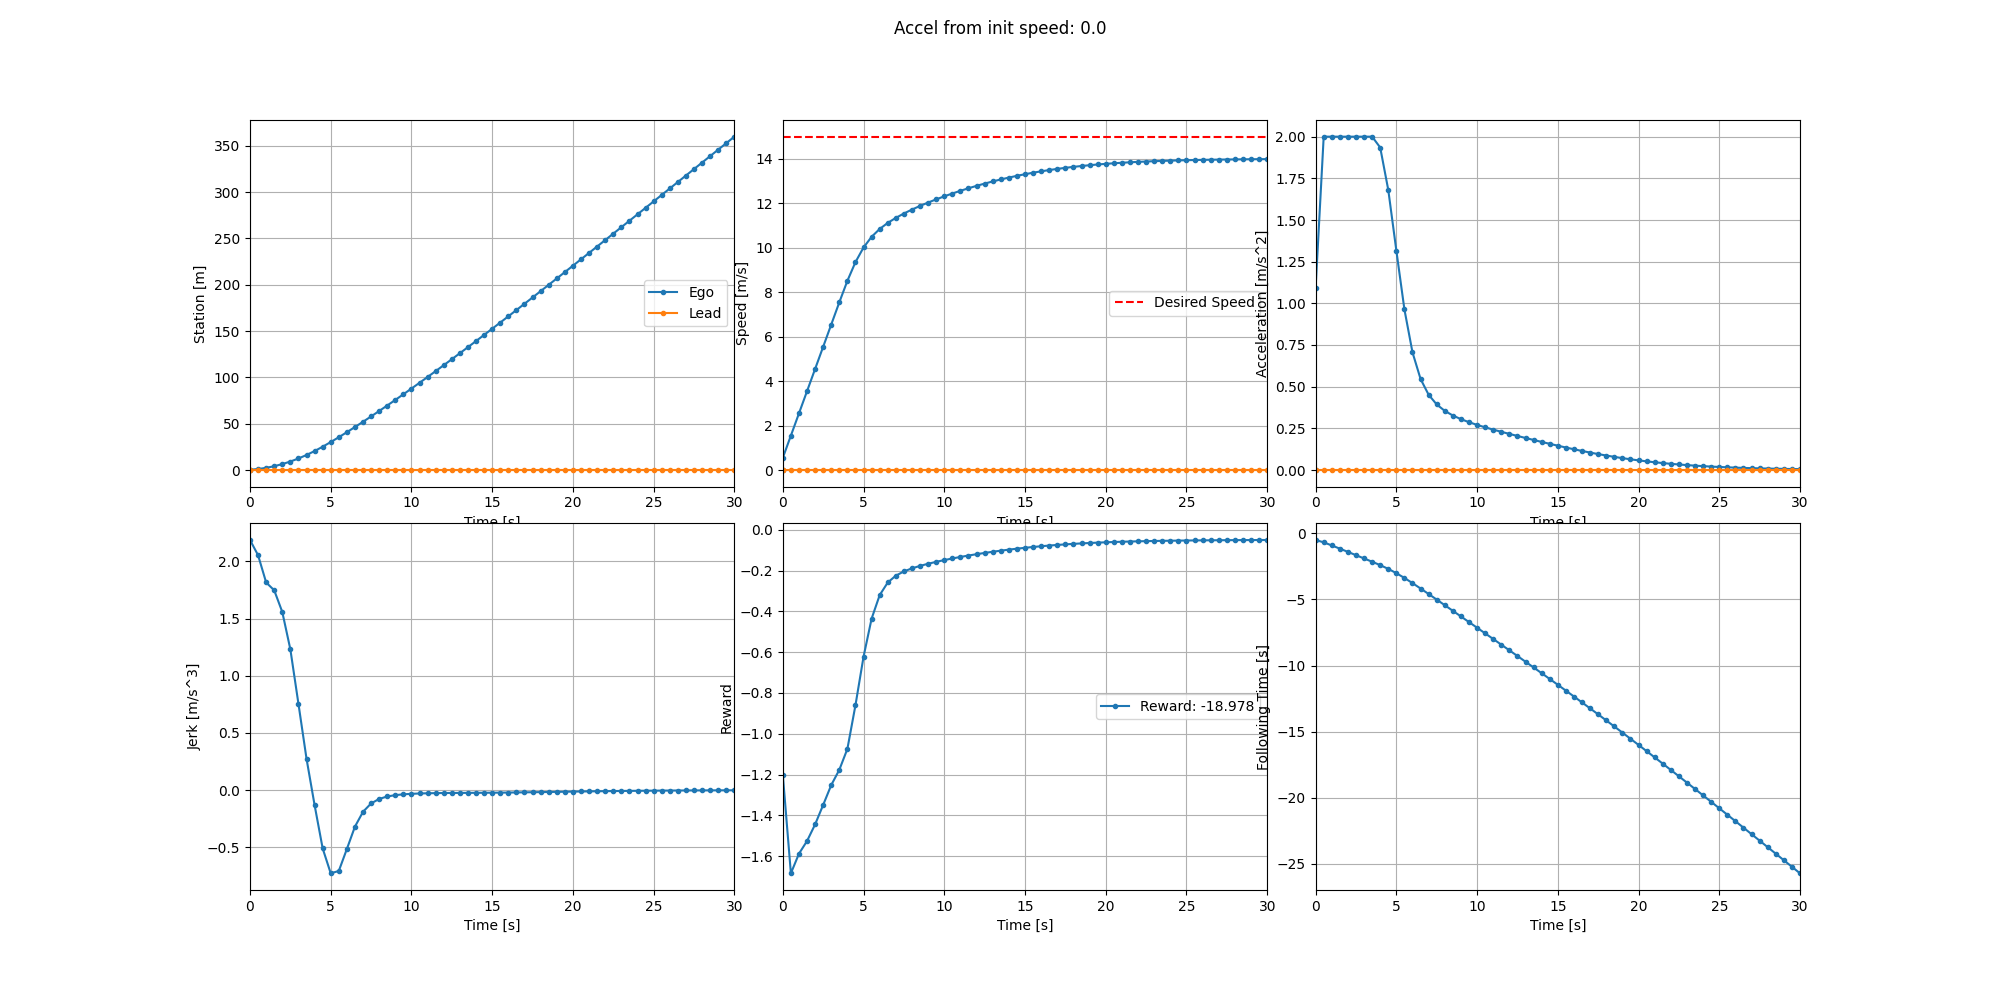 Accel from init speed: 0.0
350
300
250
200
150
100
50
0
Station [m]
Ego
Lead
0 5 10 15 20 25 30
Time [s]
14
12
10
8
6
4
2
0
Speed [m/s]
Desired Speed
0 5 10 15 20 25 30
Time [s]
2.00
1.75
1.50
1.25
1.00
0.75
0.50
0.25
0.00
Acceleration [m/s^2]
0 5 10 15 20 25 30
Time [s]
2.0
1.5
1.0
0.5
0.0
−0.5
Jerk [m/s^3]
0 5 10 15 20 25 30
Time [s]
0.0
−0.2
−0.4
−0.6
−0.8
−1.0
−1.2
−1.4
−1.6
Reward
Reward: -18.978
0 5 10 15 20 25 30
Time [s]
0
−5
−10
−15
−20
−25
Following Time [s]
0 5 10 15 20 25 30
Time [s]